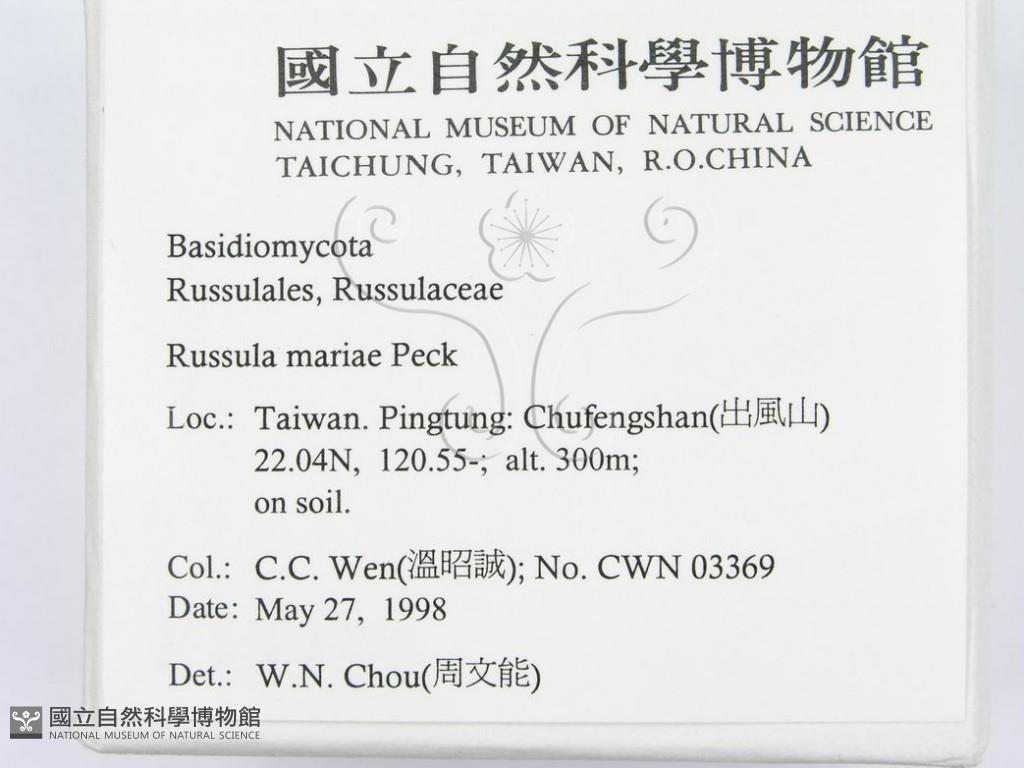 國立自然科學博物館
NATIONAL MUSEUM OF NATURAL SCIENCE
TAICHUNG, TAIWAN, R.O.CHINA
Basidiomycota
Russulales, Russulaceae
Russula mariae Peck
Loc.: Taiwan. Pingtung: Chufengshan(出風山)
22.04N, 120.55-; alt. 300m;
on soil.
Col.: C.C. Wen(溫昭誠); No. CWN 03369
Date: May 27, 1998
Det.: W.N. Chou(周文能)
國立自然科學博物館
NATIONAL MUSEUM OF NATURAL SCIENCE